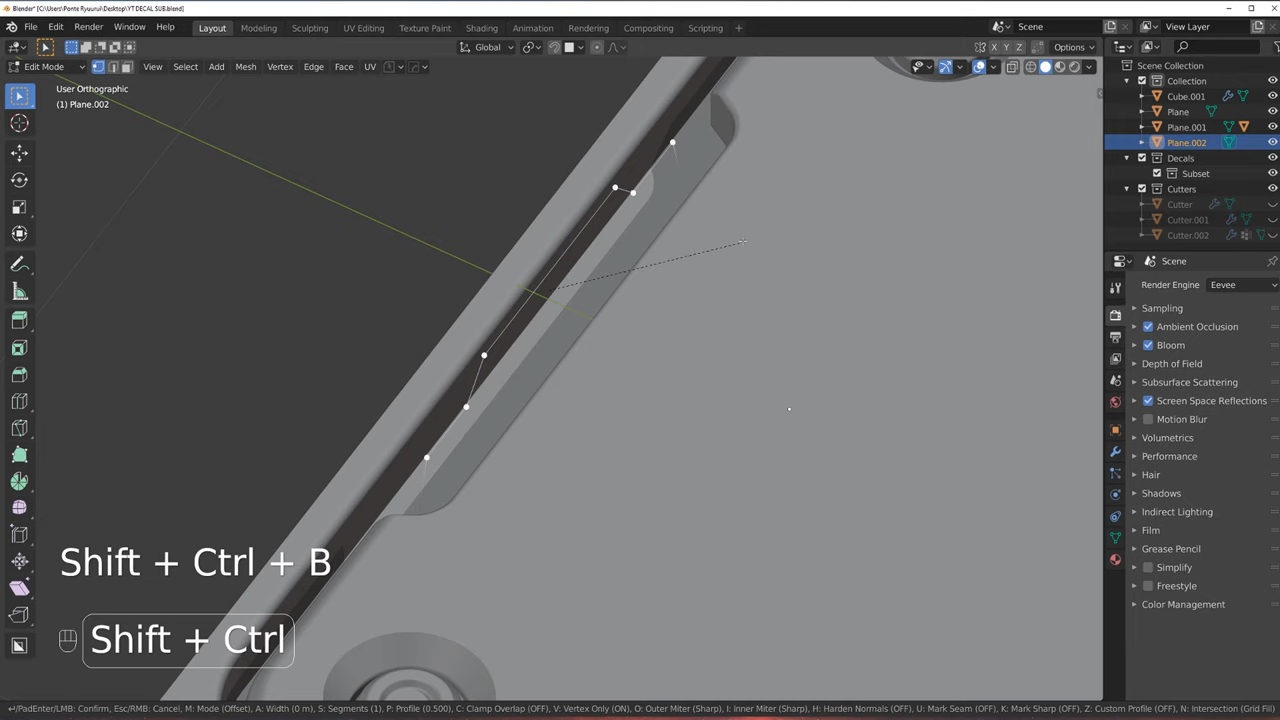 Blender* [C:\Users\Ponte Ryuurui\Desktop\YT DECAL SUB.blend]
File Edit Render Window Help Layout Modeling Sculpting UV Editing Texture Paint Shading Animation Rendering Compositing Scripting + Scene View Layer
Global X Y Z Options
Edit Mode View Select Add Mesh Vertex Edge Face UV
User Orthographic
(1) Plane.002
Scene Collection
Collection
Cube.001
Plane
Plane.001
Plane.002
Decals
Subset
Cutters
Cutter
Cutter.001
Cutter.002
Scene
Render Engine Eevee
Sampling
Ambient Occlusion
Bloom
Depth of Field
Subsurface Scattering
Screen Space Reflections
Motion Blur
Volumetrics
Performance
Hair
Shadows
Indirect Lighting
Film
Grease Pencil
Simplify
Freestyle
Color Management
Shift + Ctrl + B
Shift + Ctrl
↵/PadEnter/LMB: Confirm, Esc/RMB: Cancel, M: Mode (Offset), A: Width (0 m), S: Segments (1), P: Profile (0.500), C: Clamp Overlap (OFF), V: Vertex Only (ON), O: Outer Miter (Sharp), I: Inner Miter (Sharp), H: Harden Normals (OFF), U: Mark Seam (OFF), K: Mark Sharp (OFF), Z: Custom Profile (OFF), N: Intersection (Grid Fill)